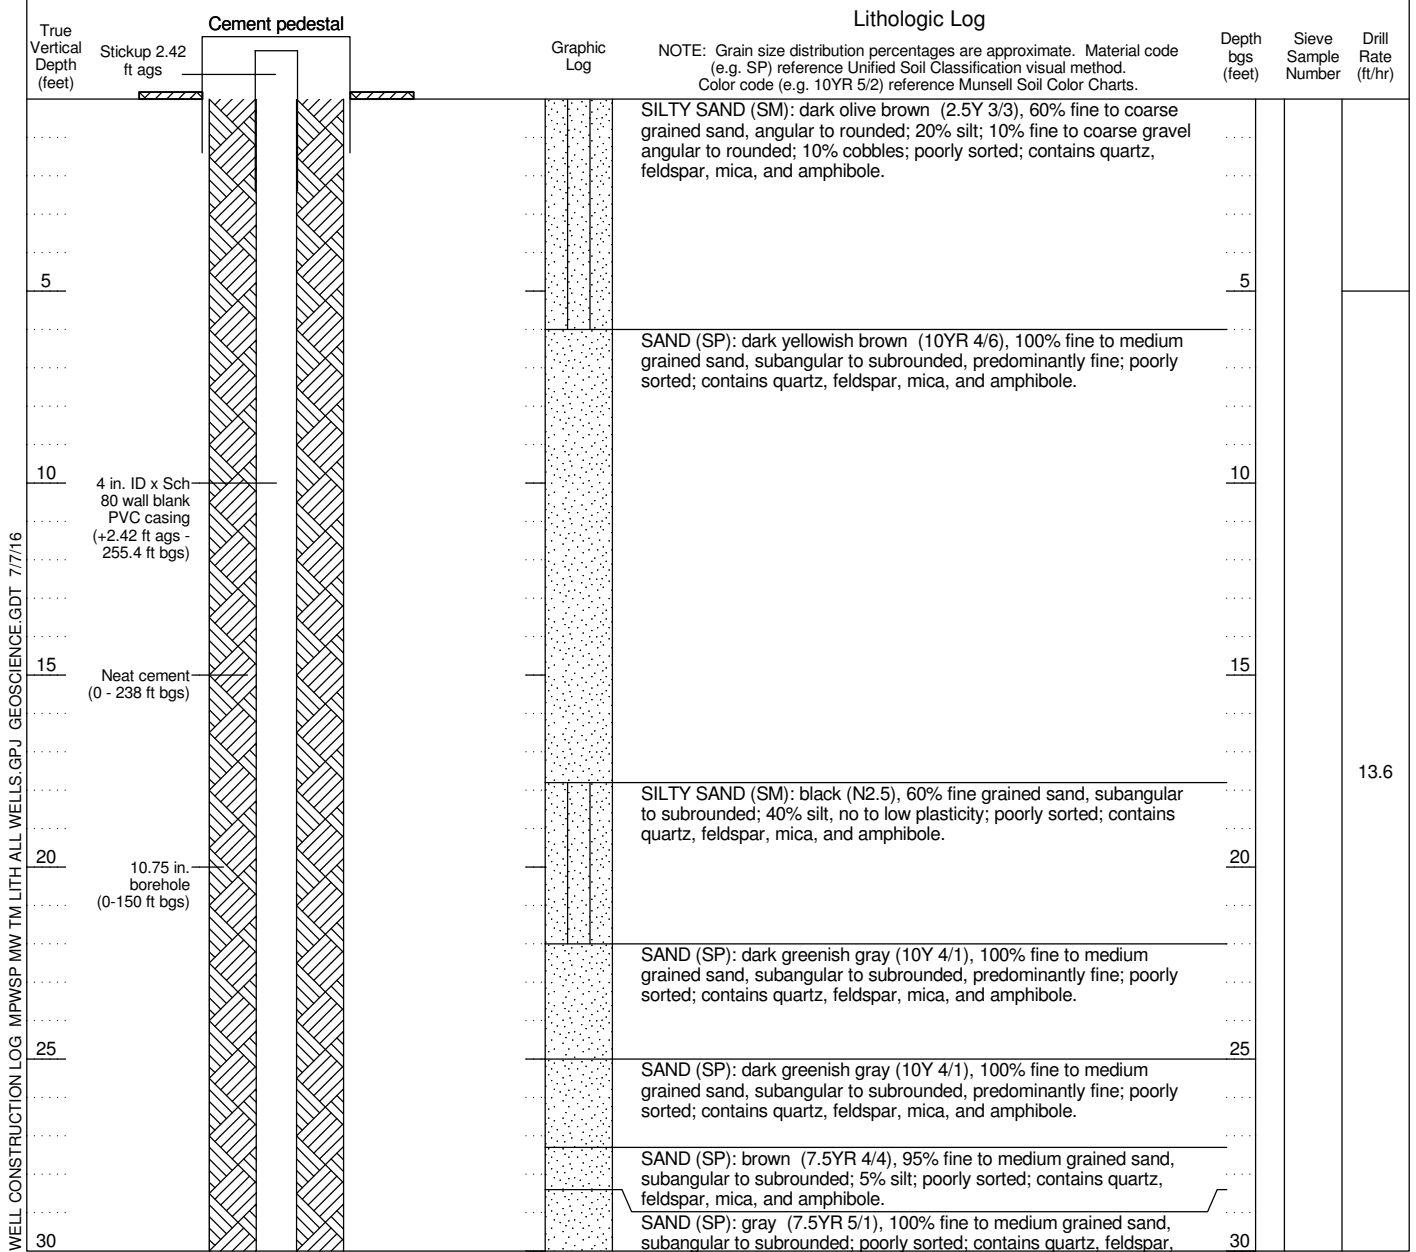 True
Vertical
Depth
(feet)
Stickup 2.42
ft ags
Cement pedestal
Graphic
Log
Lithologic Log
NOTE: Grain size distribution percentages are approximate. Material code
(e.g. SP) reference Unified Soil Classification visual method.
Color code (e.g. 10YR 5/2) reference Munsell Soil Color Charts.
Depth
bgs
(feet)
Sieve
Sample
Number
Drill
Rate
(ft/hr)
SILTY SAND (SM): dark olive brown (2.5Y 3/3), 60% fine to coarse
grained sand, angular to rounded; 20% silt; 10% fine to coarse gravel
angular to rounded; 10% cobbles; poorly sorted; contains quartz,
feldspar, mica, and amphibole.
5
5
SAND (SP): dark yellowish brown (10YR 4/6), 100% fine to medium
grained sand, subangular to subrounded, predominantly fine; poorly
sorted; contains quartz, feldspar, mica, and amphibole.
10
4 in. ID x Sch
80 wall blank
PVC casing
(+2.42 ft ags -
255.4 ft bgs)
10
15
Neat cement
(0 - 238 ft bgs)
15
13.6
SILTY SAND (SM): black (N2.5), 60% fine grained sand, subangular
to subrounded; 40% silt, no to low plasticity; poorly sorted; contains
quartz, feldspar, mica, and amphibole.
20
10.75 in.
borehole
(0-150 ft bgs)
20
SAND (SP): dark greenish gray (10Y 4/1), 100% fine to medium
grained sand, subangular to subrounded, predominantly fine; poorly
sorted; contains quartz, feldspar, mica, and amphibole.
25
25
SAND (SP): dark greenish gray (10Y 4/1), 100% fine to medium
grained sand, subangular to subrounded, predominantly fine; poorly
sorted; contains quartz, feldspar, mica, and amphibole.
SAND (SP): brown (7.5YR 4/4), 95% fine to medium grained sand,
subangular to subrounded; 5% silt; poorly sorted; contains quartz,
feldspar, mica, and amphibole.
SAND (SP): gray (7.5YR 5/1), 100% fine to medium grained sand,
subangular to subrounded; poorly sorted; contains quartz, feldspar,
30
30
WELL CONSTRUCTION LOG MPWSP MW TM LITH ALL WELLS.GPJ GEOSCIENCE.GDT 7/7/16